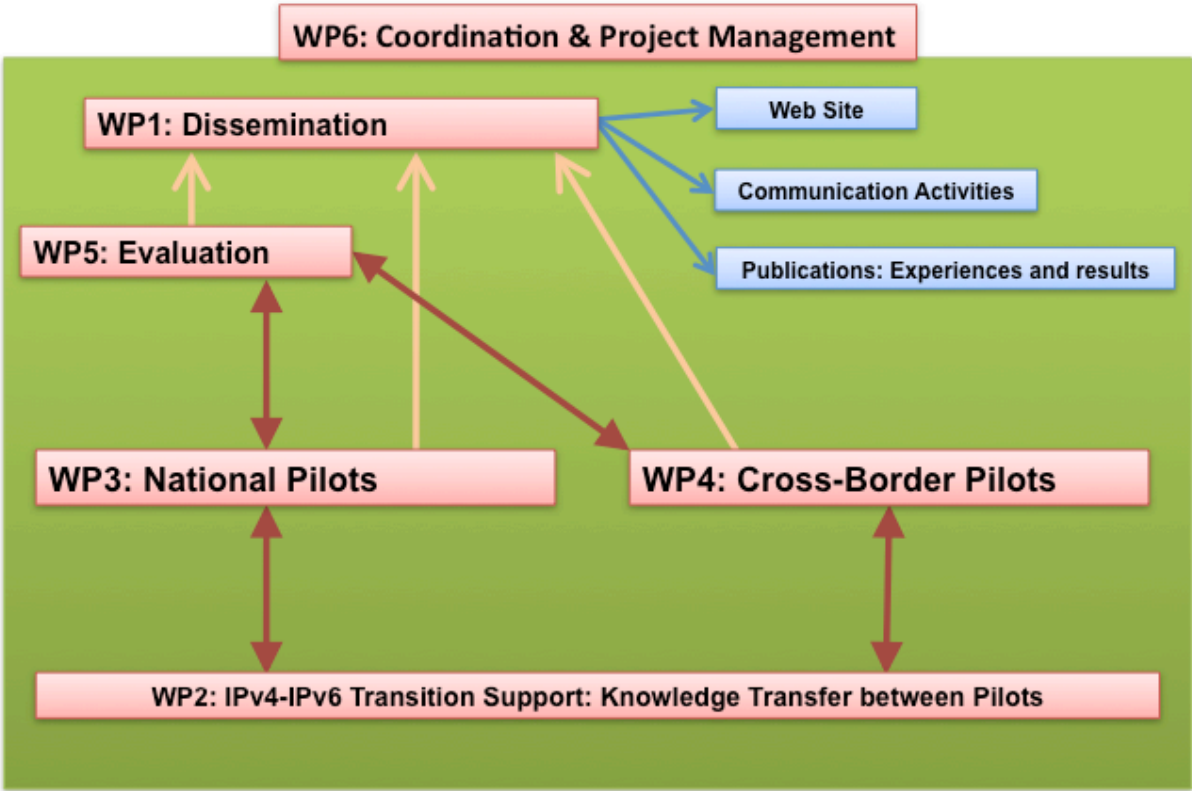 WP6: Coordination & Project Management
WP1: Dissemination
Web Site
Communication Activities
WP5: Evaluation
Publications: Experiences and results
WP3: National Pilots
WP4: Cross-Border Pilots
WP2: IPv4-IPv6 Transition Support: Knowledge Transfer between Pilots